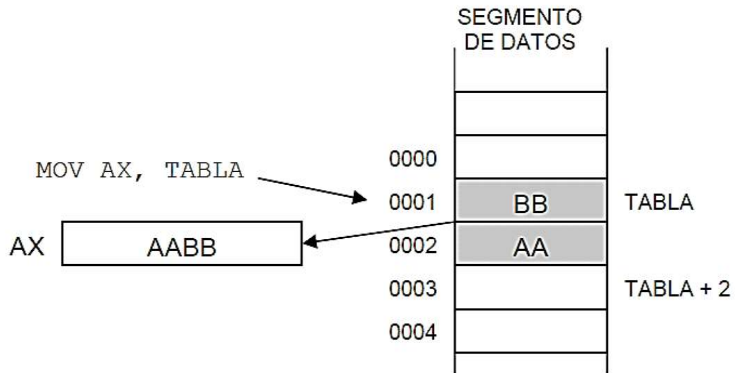 SEGMENTO
DE DATOS
0000
MOV AX, TABLA
0001
BB
TABLA
AX
AABB
0002
AA
0003
TABLA + 2
0004